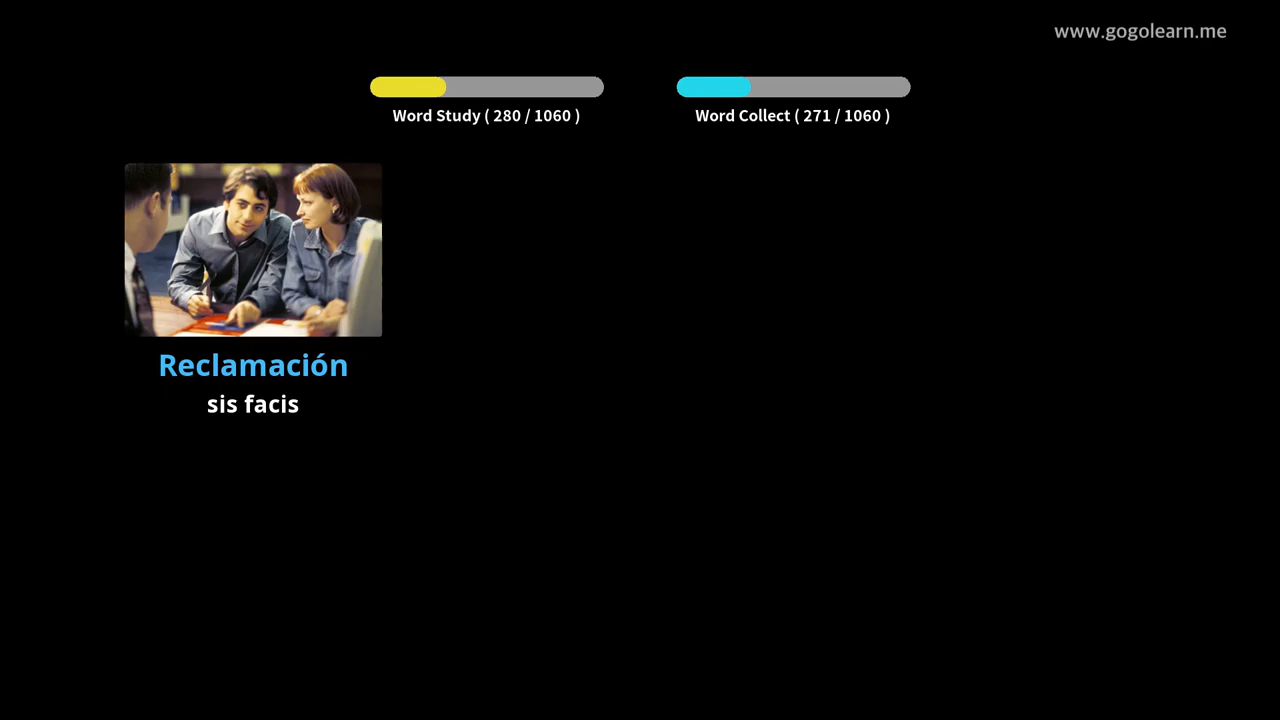 www.gogolearn.me
Word Study ( 280 / 1060 )
Word Collect ( 271 / 1060 )
Reclamación
sis facis